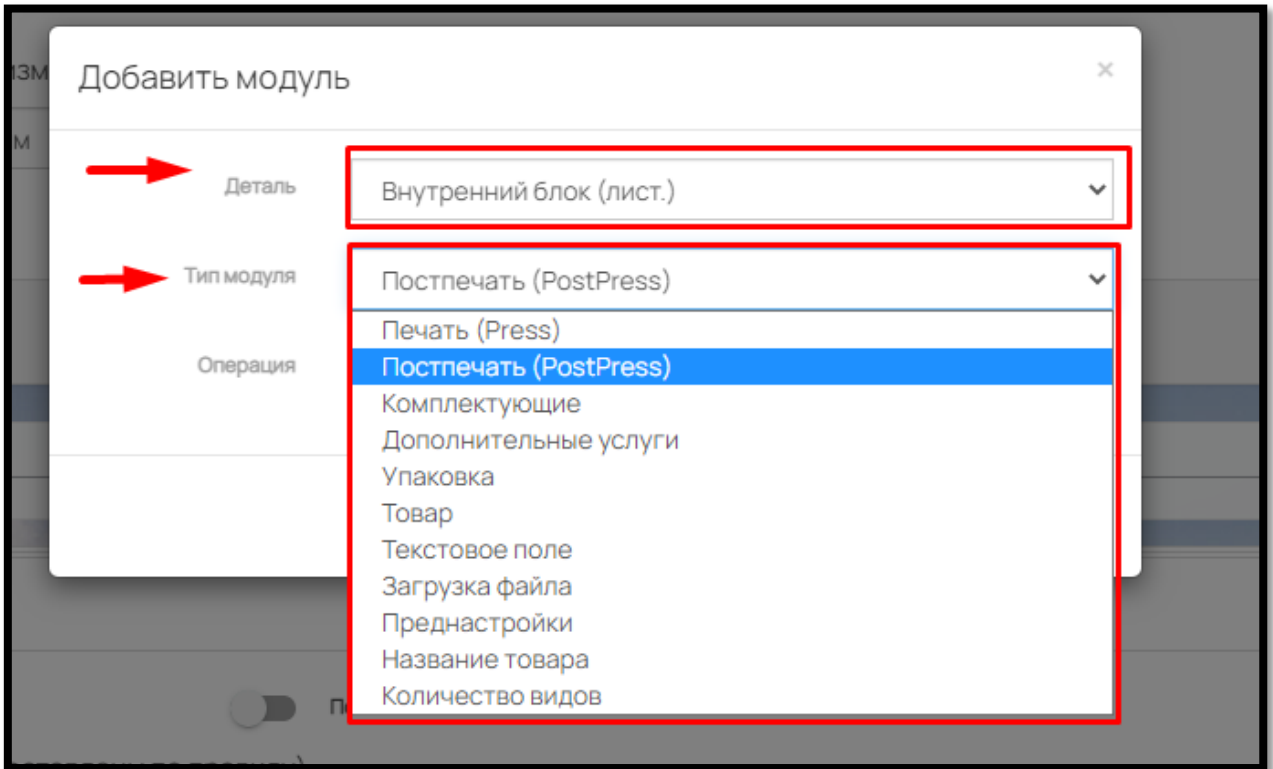 Добавить модуль
×
Деталь
Внутренний блок (лист.)
Тип модуля
Постпечать (PostPress)
Печать (Press)
Операция
Постпечать (PostPress)
Комплектующие
Дополнительные услуги
Упаковка
Товар
Текстовое поле
Загрузка файла
Преднастройки
Название товара
Количество видов